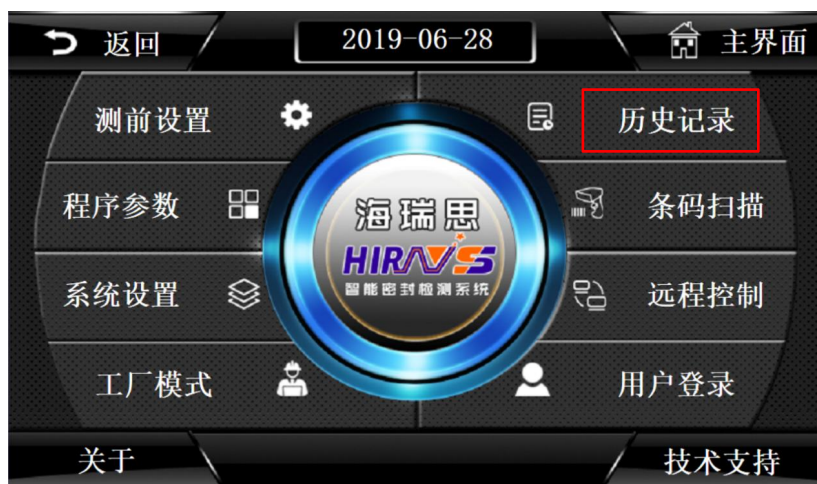 返回
2019-06-28
主界面
测前设置
历史记录
程序参数
条码扫描
海瑞思
HIRAYS
智能密封检测系统
系统设置
远程控制
工厂模式
用户登录
关于
技术支持